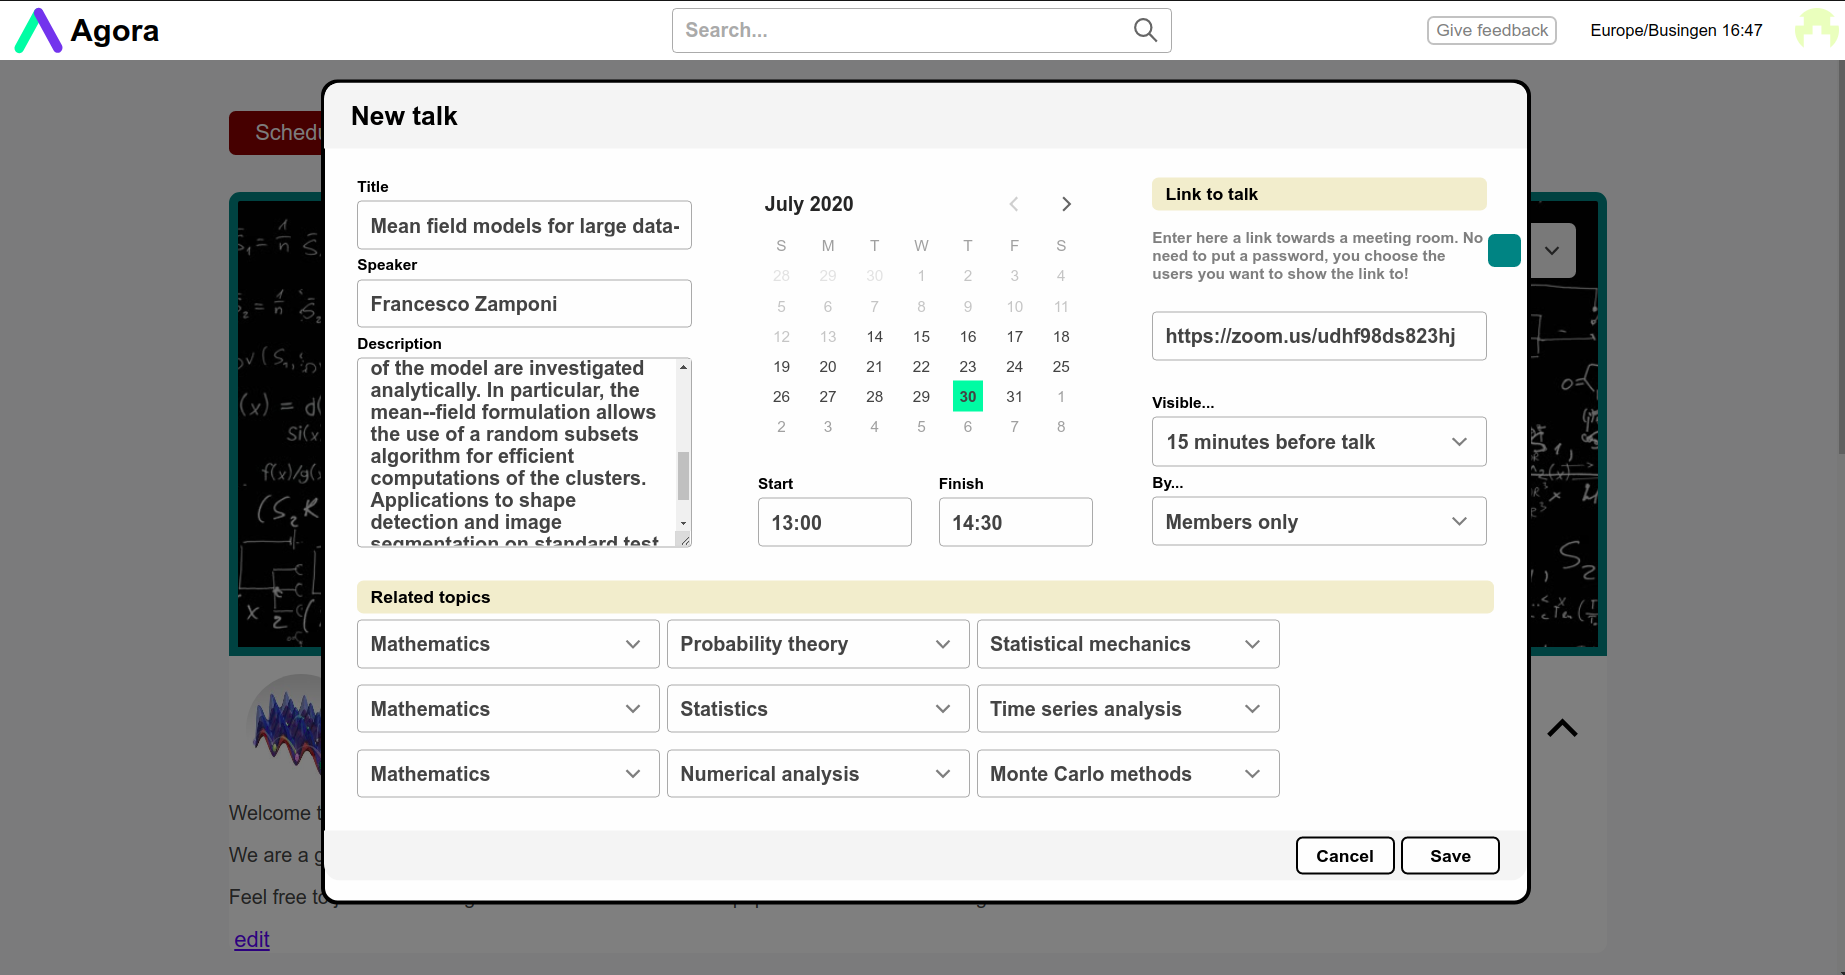 Agora
Search...
Give feedback
Europe/Busingen 16:47
New talk
Title
Mean field models for large data-
Speaker
Francesco Zamponi
Description
of the model are investigated
analytically. In particular, the
mean--field formulation allows
the use of a random subsets
algorithm for efficient
computations of the clusters.
Applications to shape
detection and image
segmentation on standard test
July 2020
S M T W T F S
28 29 30 1 2 3 4
5 6 7 8 9 10 11
12 13 14 15 16 17 18
19 20 21 22 23 24 25
26 27 28 29 30 31 1
2 3 4 5 6 7 8
Start
13:00
Finish
14:30
Link to talk
Enter here a link towards a meeting room. No
need to put a password, you choose the
users you want to show the link to!
https://zoom.us/udhf98ds823hj
Visible...
15 minutes before talk
By...
Members only
Related topics
Mathematics
Probability theory
Statistical mechanics
Mathematics
Statistics
Time series analysis
Mathematics
Numerical analysis
Monte Carlo methods
Cancel
Save
Schedu
Welcome t
We are a g
Feel free to
edit